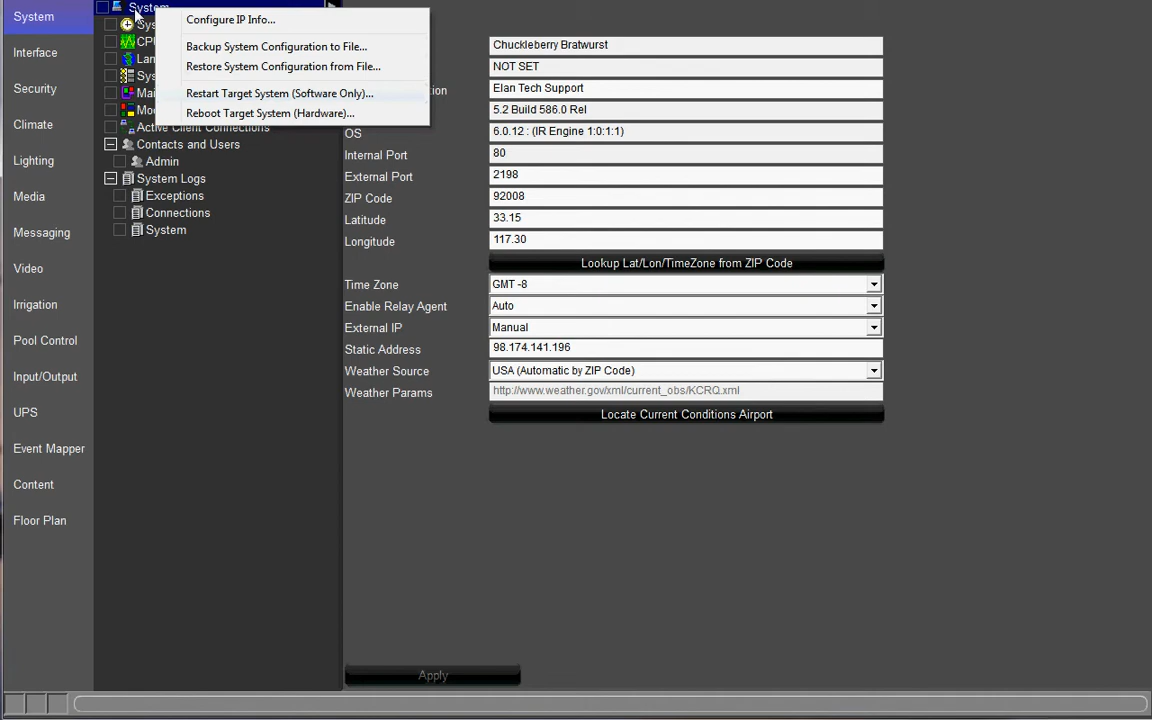 System
Interface
Security
Climate
Lighting
Media
Messaging
Video
Irrigation
Pool Control
Input/Output
UPS
Event Mapper
Content
Floor Plan
System
Configure IP Info...
Backup System Configuration to File...
Restore System Configuration from File...
Restart Target System (Software Only)...
Reboot Target System (Hardware)...
Active Client Connections
Contacts and Users
Admin
System Logs
Exceptions
Connections
System
Chuckleberry Bratwurst
NOT SET
Elan Tech Support
5.2 Build 586.0 Rel
OS 6.0.12 : (IR Engine 1:0:1:1)
Internal Port 80
External Port 2198
ZIP Code 92008
Latitude 33.15
Longitude 117.30
Lookup Lat/Lon/TimeZone from ZIP Code
Time Zone GMT -8
Enable Relay Agent Auto
External IP Manual
Static Address 98.174.141.196
Weather Source USA (Automatic by ZIP Code)
Weather Params http://www.weather.gov/xml/current_obs/KCRQ.xml
Locate Current Conditions Airport
Apply